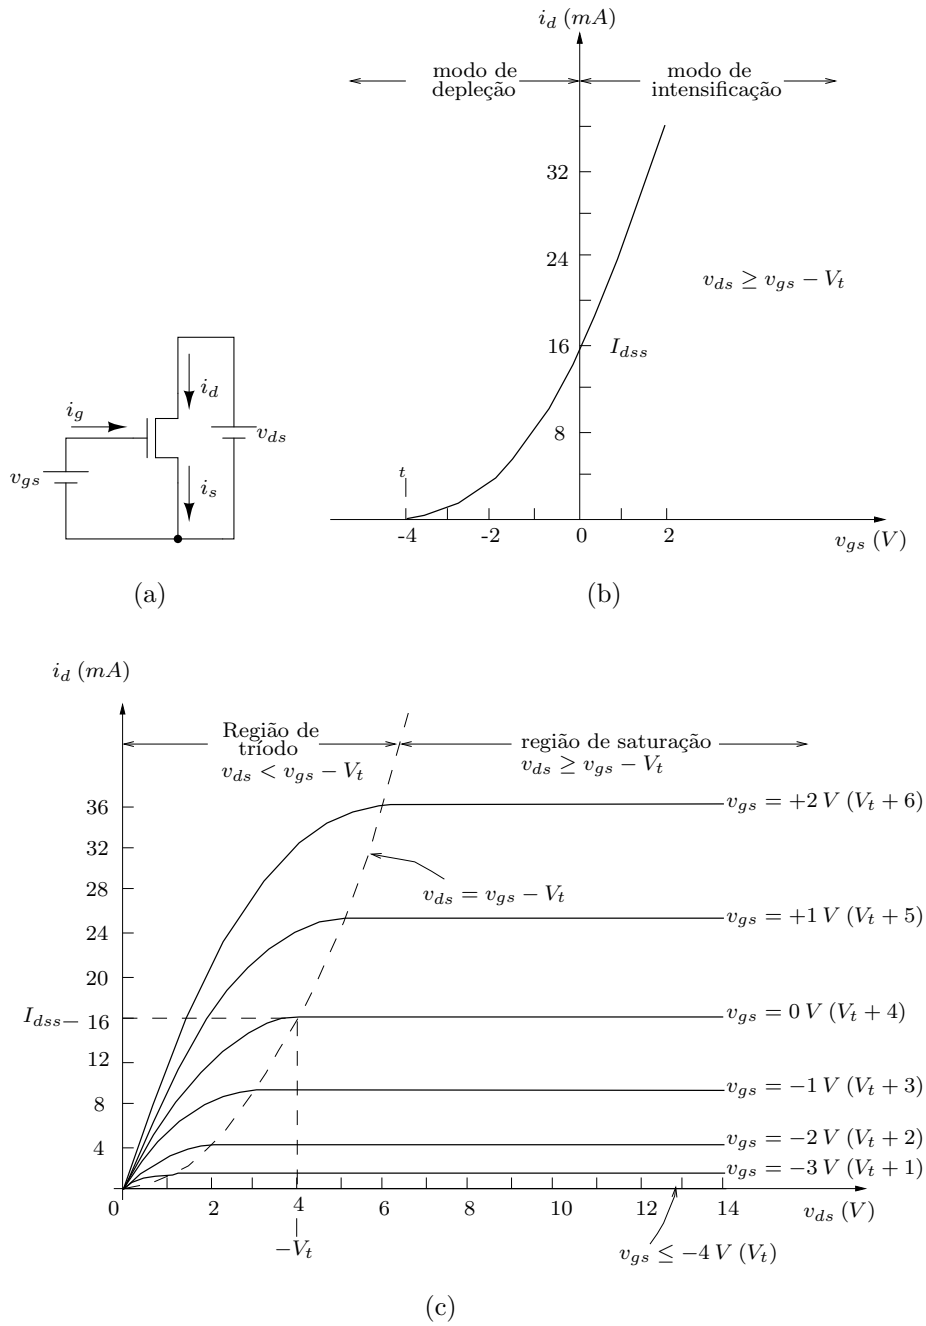 i_d (mA)
modo de
depleção
modo de
intensificação
32
24
v_ds ≥ v_gs − V_t
16
I_dss
8
t
-4
-2
0
2
v_gs (V)
i_g
i_d
v_ds
v_gs
i_s
(a)
(b)
i_d (mA)
Região de
tríodo
v_ds < v_gs − V_t
região de saturação
v_ds ≥ v_gs − V_t
36
v_gs = +2 V (V_t + 6)
32
28
v_ds = v_gs − V_t
24
v_gs = +1 V (V_t + 5)
20
I_dss
16
v_gs = 0 V (V_t + 4)
12
8
v_gs = −1 V (V_t + 3)
4
v_gs = −2 V (V_t + 2)
v_gs = −3 V (V_t + 1)
0
2
4
6
8
10
12
14
v_ds (V)
−V_t
v_gs ≤ −4 V (V_t)
(c)